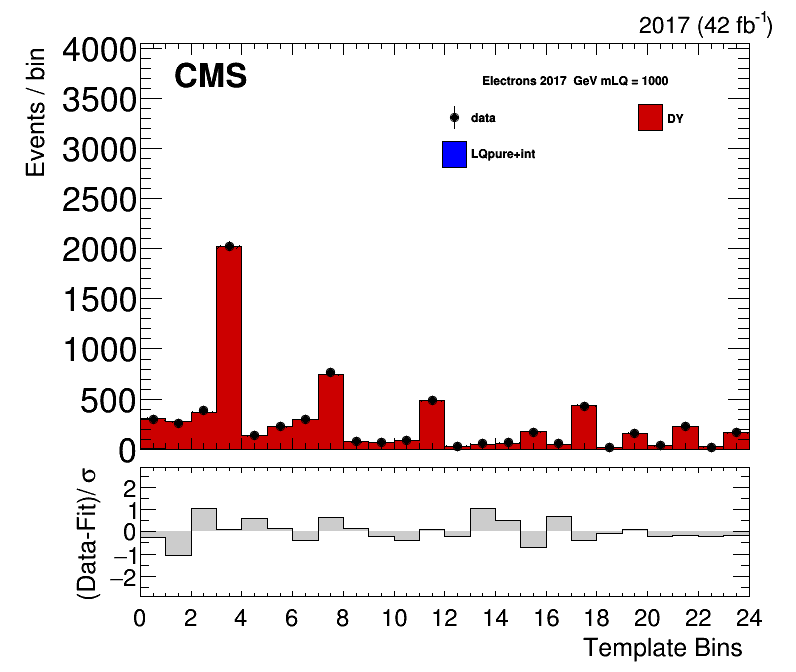 2017 (42 fb-1)
CMS
Electrons 2017  GeV mLQ = 1000
data
DY
LQpure+int
Events / bin
4000
3500
3000
2500
2000
1500
1000
500
0
(Data-Fit)/ σ
2
1
0
−1
−2
0 2 4 6 8 10 12 14 16 18 20 22 24
Template Bins